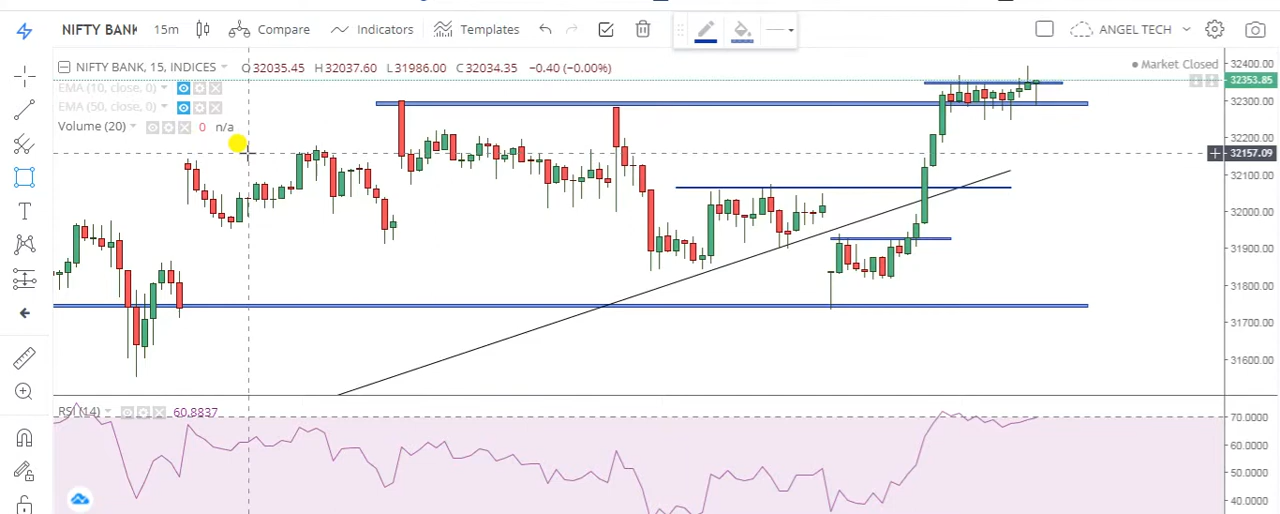 NIFTY BANK 15m Compare Indicators Templates ANGEL TECH
NIFTY BANK, 15, INDICES O32035.45 H32037.60 L31986.00 C32034.35 −0.40 (−0.00%) Market Closed
EMA (10, close, 0)
EMA (50, close, 0)
Volume (20) 0 n/a
32400.00
32353.85
32300.00
32200.00
32157.09
32100.00
32000.00
31900.00
31800.00
31700.00
31600.00
RSI (14) 60.8837
70.0000
60.0000
50.0000
40.0000